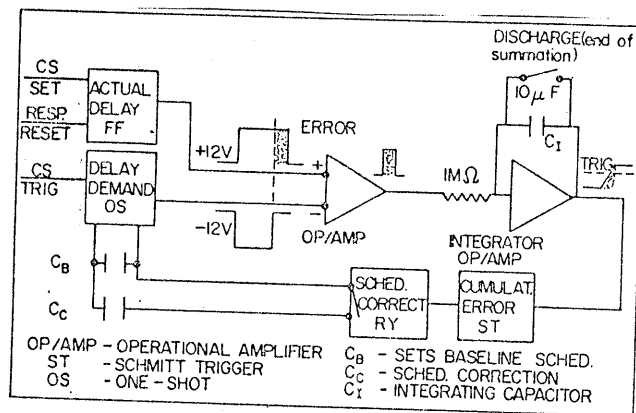 DISCHARGE(end of
summation)
10 μ F
C_I
CS
SET
RESP.
RESET
ACTUAL
DELAY
FF
ERROR
+12V
+
CS
TRIG
DELAY
DEMAND
OS
-12V
-
OP/AMP
1M Ω
TRIG
INTEGRATOR
OP/AMP
C_B
C_C
SCHED.
CORRECT
RY
CUMULAT.
ERROR
ST
OP/AMP - OPERATIONAL AMPLIFIER
ST - SCHMITT TRIGGER
OS - ONE-SHOT
C_B - SETS BASELINE SCHED.
C_C - SCHED. CORRECTION
C_I - INTEGRATING CAPACITOR